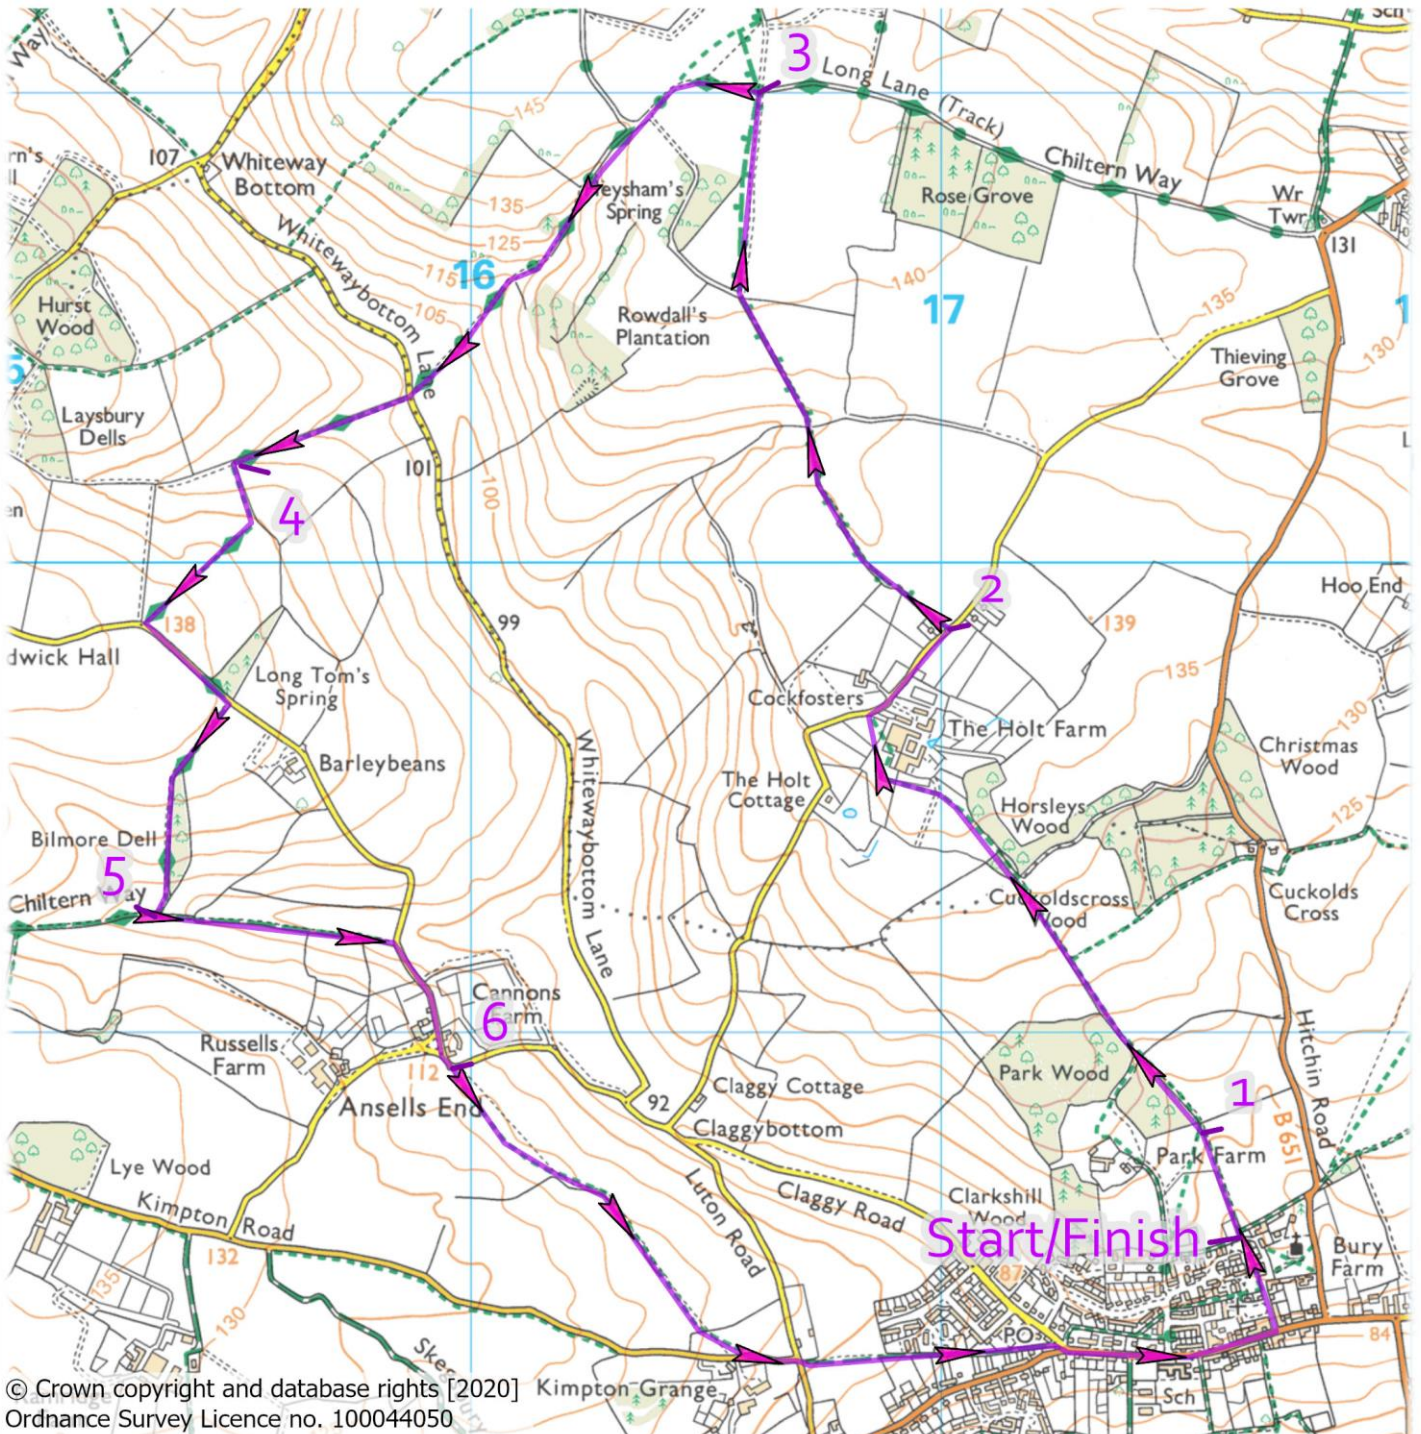 Way
Sch
3
Long Lane (Track)
145
107
Whiteway
Bottom
Chiltern Way
Spring
135
Rose Grove
Wr
Twr
131
Whitewaybottom Lane
125
115
16
105
140
17
135
Hurst
Wood
Rowdall's
Plantation
130
Thieving
Grove
Laysbury
Dells
101
100
4
2
Hoo End
138
99
139
dwick Hall
135
Long Tom's
Spring
Cockfosters
The Holt Farm
130
Christmas
Wood
Barleybeans
The Holt
Cottage
Whitewaybottom Lane
Horsleys
Wood
125
Bilmore Dell
5
Chiltern Way
Cuckoldscross
Wood
Cuckolds
Cross
Cannons
Farm
6
Russells
Farm
112
Park Wood
Hitchin Road
B 651
Claggy Cottage
92
1
Ansells End
Claggybottom
Park Farm
Lye Wood
Luton Road
Claggy Road
Clarkshill
Wood
Kimpton Road
132
Start/Finish
87
Bury
Farm
135
130
PO
84
© Crown copyright and database rights [2020]
Kimpton Grange
Sch
Ordnance Survey Licence no. 100044050